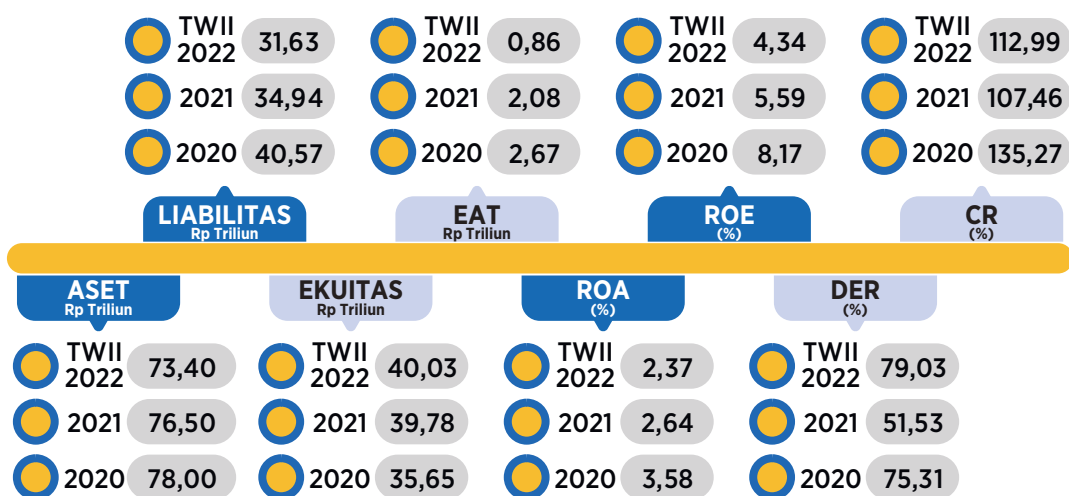 TWII
2022 31,63
2021 34,94
2020 40,57
LIABILITAS
Rp Triliun
TWII
2022 0,86
2021 2,08
2020 2,67
EAT
Rp Triliun
TWII
2022 4,34
2021 5,59
2020 8,17
ROE
(%)
TWII
2022 112,99
2021 107,46
2020 135,27
CR
(%)
ASET
Rp Triliun
TWII
2022 73,40
2021 76,50
2020 78,00
EKUITAS
Rp Triliun
TWII
2022 40,03
2021 39,78
2020 35,65
ROA
(%)
TWII
2022 2,37
2021 2,64
2020 3,58
DER
(%)
TWII
2022 79,03
2021 51,53
2020 75,31